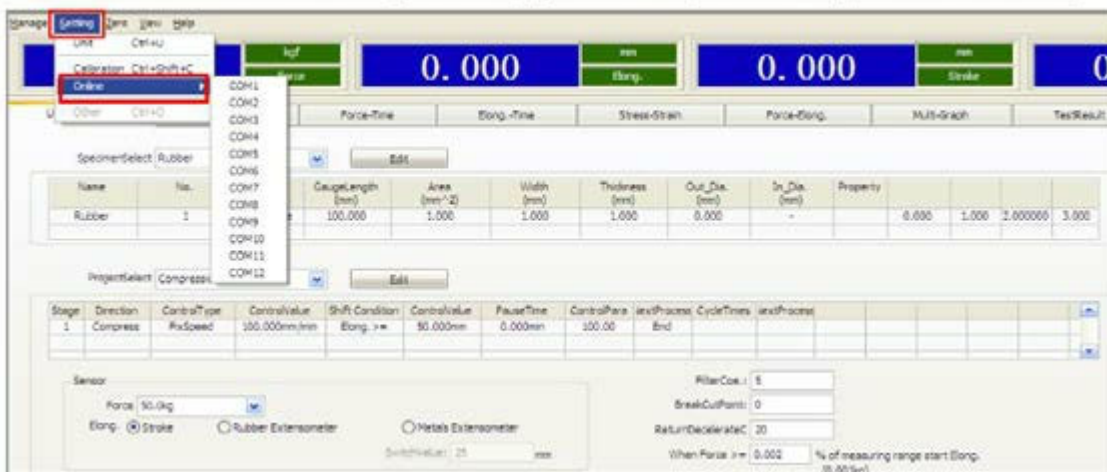 Manage Setting Zero View Help
Unit Ctrl+U
Calibration Ctrl+Shift+C
Online
Other Ctrl+O
COM1
COM2
COM3
COM4
COM5
COM6
COM7
COM8
COM9
COM10
COM11
COM12
kgf
Force
0.000
mm
Elong.
0.000
mm
Stroke
Force-Time Elong.-Time Stress-Strain Force-Elong. Multi-Graph TestResult
SpecimenSelect Rubber Edit
Name No. GaugeLength (mm) Area (mm^2) Width (mm) Thickness (mm) Out_Dia. (mm) In_Dia. (mm) Property
Rubber 1 100.000 1.000 1.000 1.000 0.000 - 0.000 1.000 2.000000 3.000
ProjectSelect Edit
Stage Direction ControlType ControlValue Shift Condition ControlValue PauseTime ControlPara lextProcess CycleTimes lextProcess
1 Compress FixSpeed 100.000mm/min Elong. >= 50.000mm 0.000min 100.00 End
Sensor
Force 50.0kg
Elong. Stroke Rubber Extensometer Metals Extensometer
SwitchValue: 25 mm
FilterCoe.: 5
BreakCutPoint: 0
ReturnDecelerateC 20
When Force >= 0.002 % of measuring range start Elong.